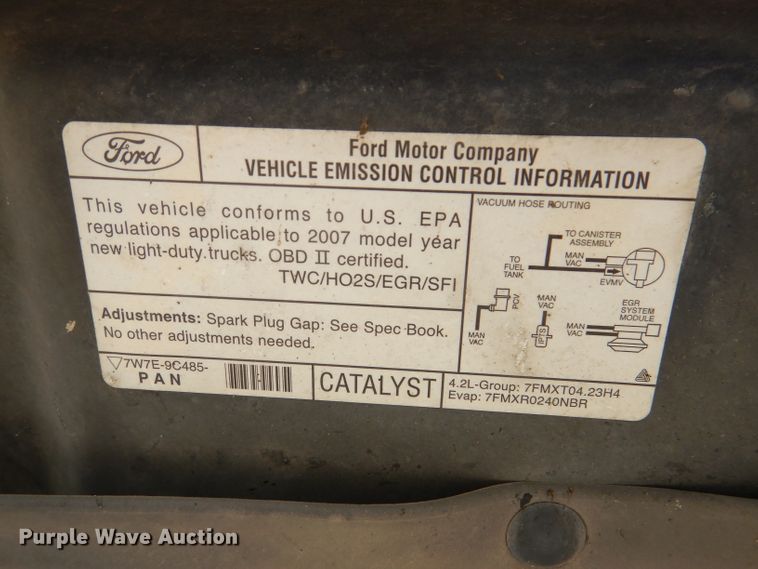 Ford
Ford Motor Company
VEHICLE EMISSION CONTROL INFORMATION
This vehicle conforms to U.S. EPA
regulations applicable to 2007 model year
new light-duty trucks. OBD II certified.
TWC/HO2S/EGR/SFI
Adjustments: Spark Plug Gap: See Spec Book.
No other adjustments needed.
VACUUM HOSE ROUTING
TO CANISTER
ASSEMBLY
TO
FUEL
TANK
MAN
VAC
EVMV
PCV
MAN
VAC
MAN
VAC
IPTS
EGR
SYSTEM
MODULE
MAN
VAC
7W7E-9C485-
PAN
CATALYST
4.2L-Group: 7FMXT04.23H4
Evap: 7FMXR0240NBR
Purple Wave Auction